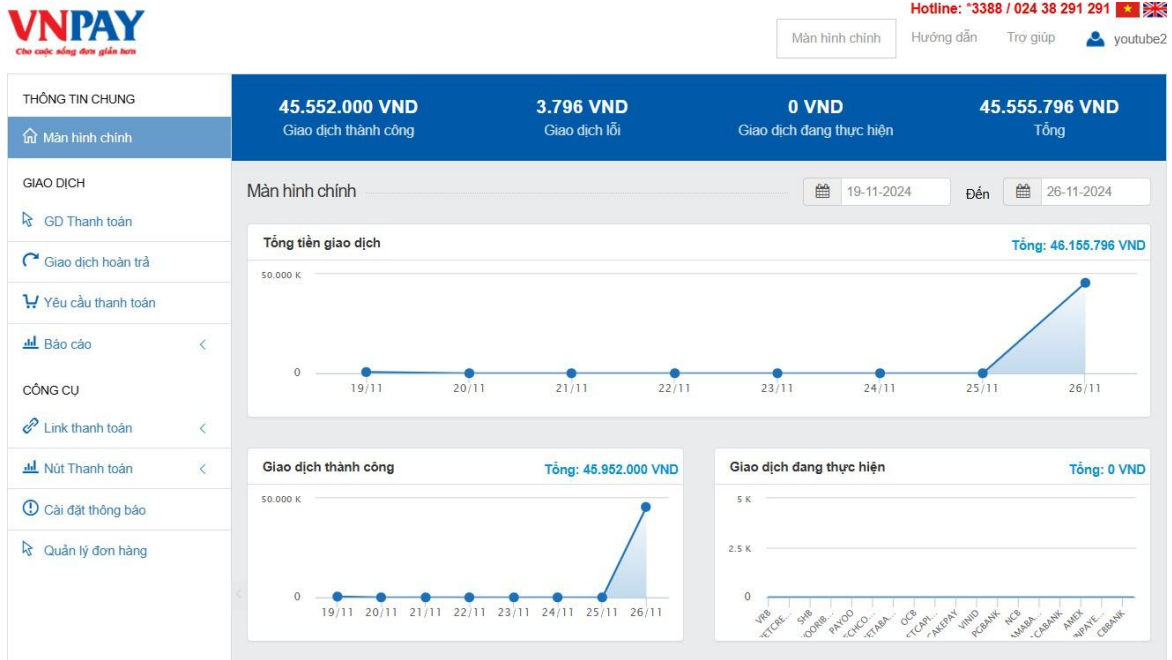 VNPAY
Cho cuộc sống đơn giản hơn
Hotline: *3388 / 024 38 291 291
Màn hình chính
Hướng dẫn
Trợ giúp
youtube2
THÔNG TIN CHUNG
Màn hình chính
GIAO DỊCH
GD Thanh toán
Giao dịch hoàn trả
Yêu cầu thanh toán
Báo cáo
CÔNG CỤ
Link thanh toán
Nút Thanh toán
Cài đặt thông báo
Quản lý đơn hàng
45.552.000 VND
Giao dịch thành công
3.796 VND
Giao dịch lỗi
0 VND
Giao dịch đang thực hiện
45.555.796 VND
Tổng
Màn hình chính
19-11-2024
Đến
26-11-2024
Tổng tiền giao dịch
Tổng: 46.155.796 VND
50.000 K
0
19/11 20/11 21/11 22/11 23/11 24/11 25/11 26/11
Giao dịch thành công
Tổng: 45.952.000 VND
50.000 K
0
19/11 20/11 21/11 22/11 23/11 24/11 25/11 26/11
Giao dịch đang thực hiện
Tổng: 0 VND
5 K
2.5 K
0
VRB
SHB
PAYOO
OCB
VINID
PGBANK
NCB
AMEX
CBBANK